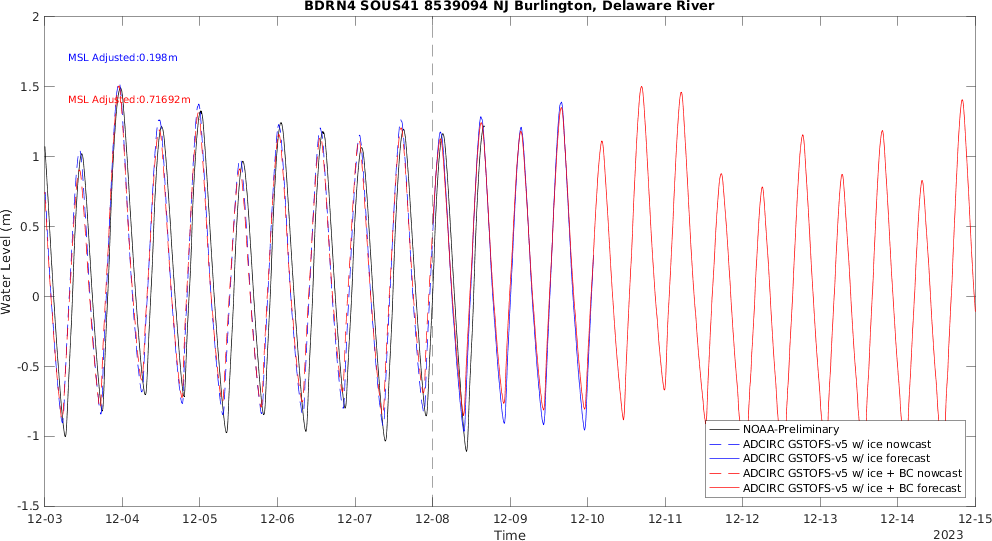 BDRN4 SOUS41 8539094 NJ Burlington, Delaware River
2
MSL Adjusted:0.198m
1.5
MSL Adjusted:0.71692m
1
0.5
0
-0.5
-1
-1.5
Water Level (m)
NOAA-Preliminary
ADCIRC GSTOFS-v5 w/ ice nowcast
ADCIRC GSTOFS-v5 w/ ice forecast
ADCIRC GSTOFS-v5 w/ ice + BC nowcast
ADCIRC GSTOFS-v5 w/ ice + BC forecast
12-03 12-04 12-05 12-06 12-07 12-08 12-09 12-10 12-11 12-12 12-13 12-14 12-15
Time
2023